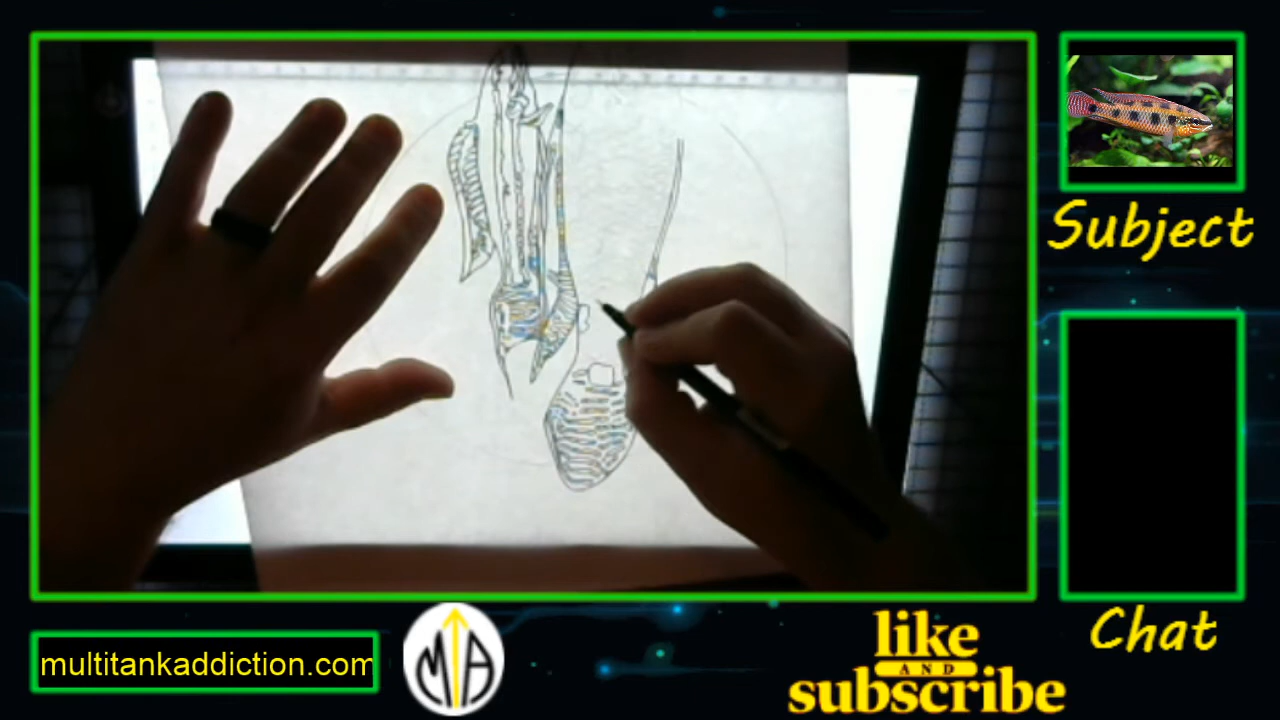 Subject
Chat
multitankaddiction.com
MTA
like
AND
subscribe